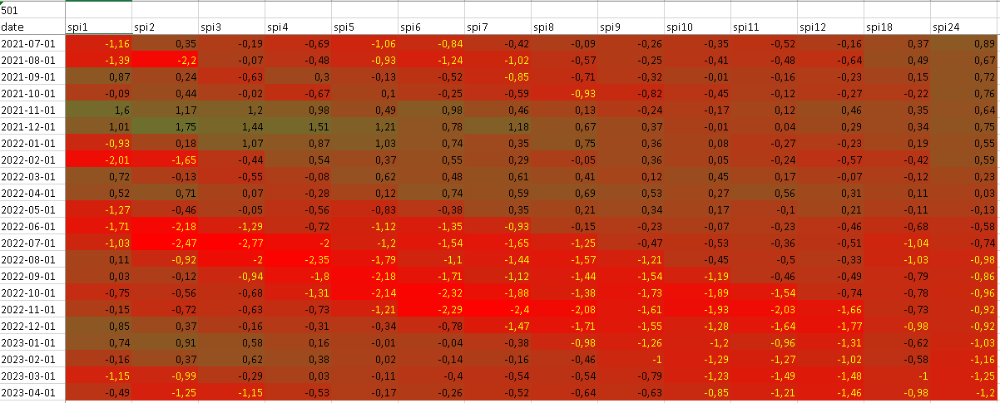 501
date spi1 spi2 spi3 spi4 spi5 spi6 spi7 spi8 spi9 spi10 spi11 spi12 spi18 spi24
2021-07-01 -1,16 0,35 -0,19 -0,69 -1,06 -0,84 -0,42 -0,09 -0,26 -0,35 -0,52 -0,16 0,37 0,89
2021-08-01 -1,39 -2,2 -0,07 -0,48 -0,93 -1,24 -1,02 -0,57 -0,25 -0,41 -0,48 -0,64 0,49 0,67
2021-09-01 0,87 0,24 -0,63 0,3 -0,13 -0,52 -0,85 -0,71 -0,32 -0,01 -0,16 -0,23 0,15 0,72
2021-10-01 -0,09 0,44 -0,02 -0,67 0,1 -0,25 -0,59 -0,93 -0,82 -0,45 -0,12 -0,27 -0,22 0,76
2021-11-01 1,6 1,17 1,2 0,98 0,49 0,98 0,46 0,13 -0,24 -0,17 0,12 0,46 0,35 0,64
2021-12-01 1,01 1,75 1,44 1,51 1,21 0,78 1,18 0,67 0,37 -0,01 0,04 0,29 0,34 0,75
2022-01-01 -0,93 0,18 1,07 0,87 1,03 0,74 0,35 0,75 0,36 0,08 -0,27 -0,23 0,19 0,55
2022-02-01 -2,01 -1,65 -0,44 0,54 0,37 0,55 0,29 -0,05 0,36 0,05 -0,24 -0,57 -0,42 0,59
2022-03-01 0,72 -0,13 -0,55 -0,08 0,62 0,48 0,61 0,41 0,12 0,45 0,17 -0,07 -0,12 0,23
2022-04-01 0,52 0,71 0,07 -0,28 0,12 0,74 0,59 0,69 0,53 0,27 0,56 0,31 0,11 0,03
2022-05-01 -1,27 -0,46 -0,05 -0,56 -0,83 -0,38 0,35 0,21 0,34 0,17 -0,1 0,21 -0,11 -0,13
2022-06-01 -1,71 -2,18 -1,29 -0,72 -1,12 -1,35 -0,93 -0,15 -0,23 -0,07 -0,23 -0,46 -0,68 -0,58
2022-07-01 -1,03 -2,47 -2,77 -2 -1,2 -1,54 -1,65 -1,25 -0,47 -0,53 -0,36 -0,51 -1,04 -0,74
2022-08-01 0,11 -0,92 -2 -2,35 -1,79 -1,1 -1,44 -1,57 -1,21 -0,45 -0,5 -0,33 -1,03 -0,98
2022-09-01 0,03 -0,12 -0,94 -1,8 -2,18 -1,71 -1,12 -1,44 -1,54 -1,19 -0,46 -0,49 -0,79 -0,86
2022-10-01 -0,75 -0,56 -0,68 -1,31 -2,14 -2,32 -1,88 -1,38 -1,73 -1,89 -1,54 -0,74 -0,78 -0,96
2022-11-01 -0,15 -0,72 -0,63 -0,73 -1,21 -2,29 -2,4 -2,08 -1,61 -1,93 -2,03 -1,66 -0,73 -0,92
2022-12-01 0,85 0,37 -0,16 -0,31 -0,34 -0,78 -1,47 -1,71 -1,55 -1,28 -1,64 -1,77 -0,98 -0,92
2023-01-01 0,74 0,91 0,58 0,16 -0,01 -0,04 -0,38 -0,98 -1,26 -1,2 -0,96 -1,31 -0,62 -1,03
2023-02-01 -0,16 0,37 0,62 0,38 0,02 -0,14 -0,16 -0,46 -1 -1,29 -1,27 -1,02 -0,58 -1,16
2023-03-01 -1,15 -0,99 -0,29 0,03 -0,11 -0,4 -0,54 -0,54 -0,79 -1,23 -1,49 -1,48 -1 -1,25
2023-04-01 -0,49 -1,25 -1,15 -0,53 -0,17 -0,26 -0,52 -0,64 -0,63 -0,85 -1,21 -1,46 -0,98 -1,2